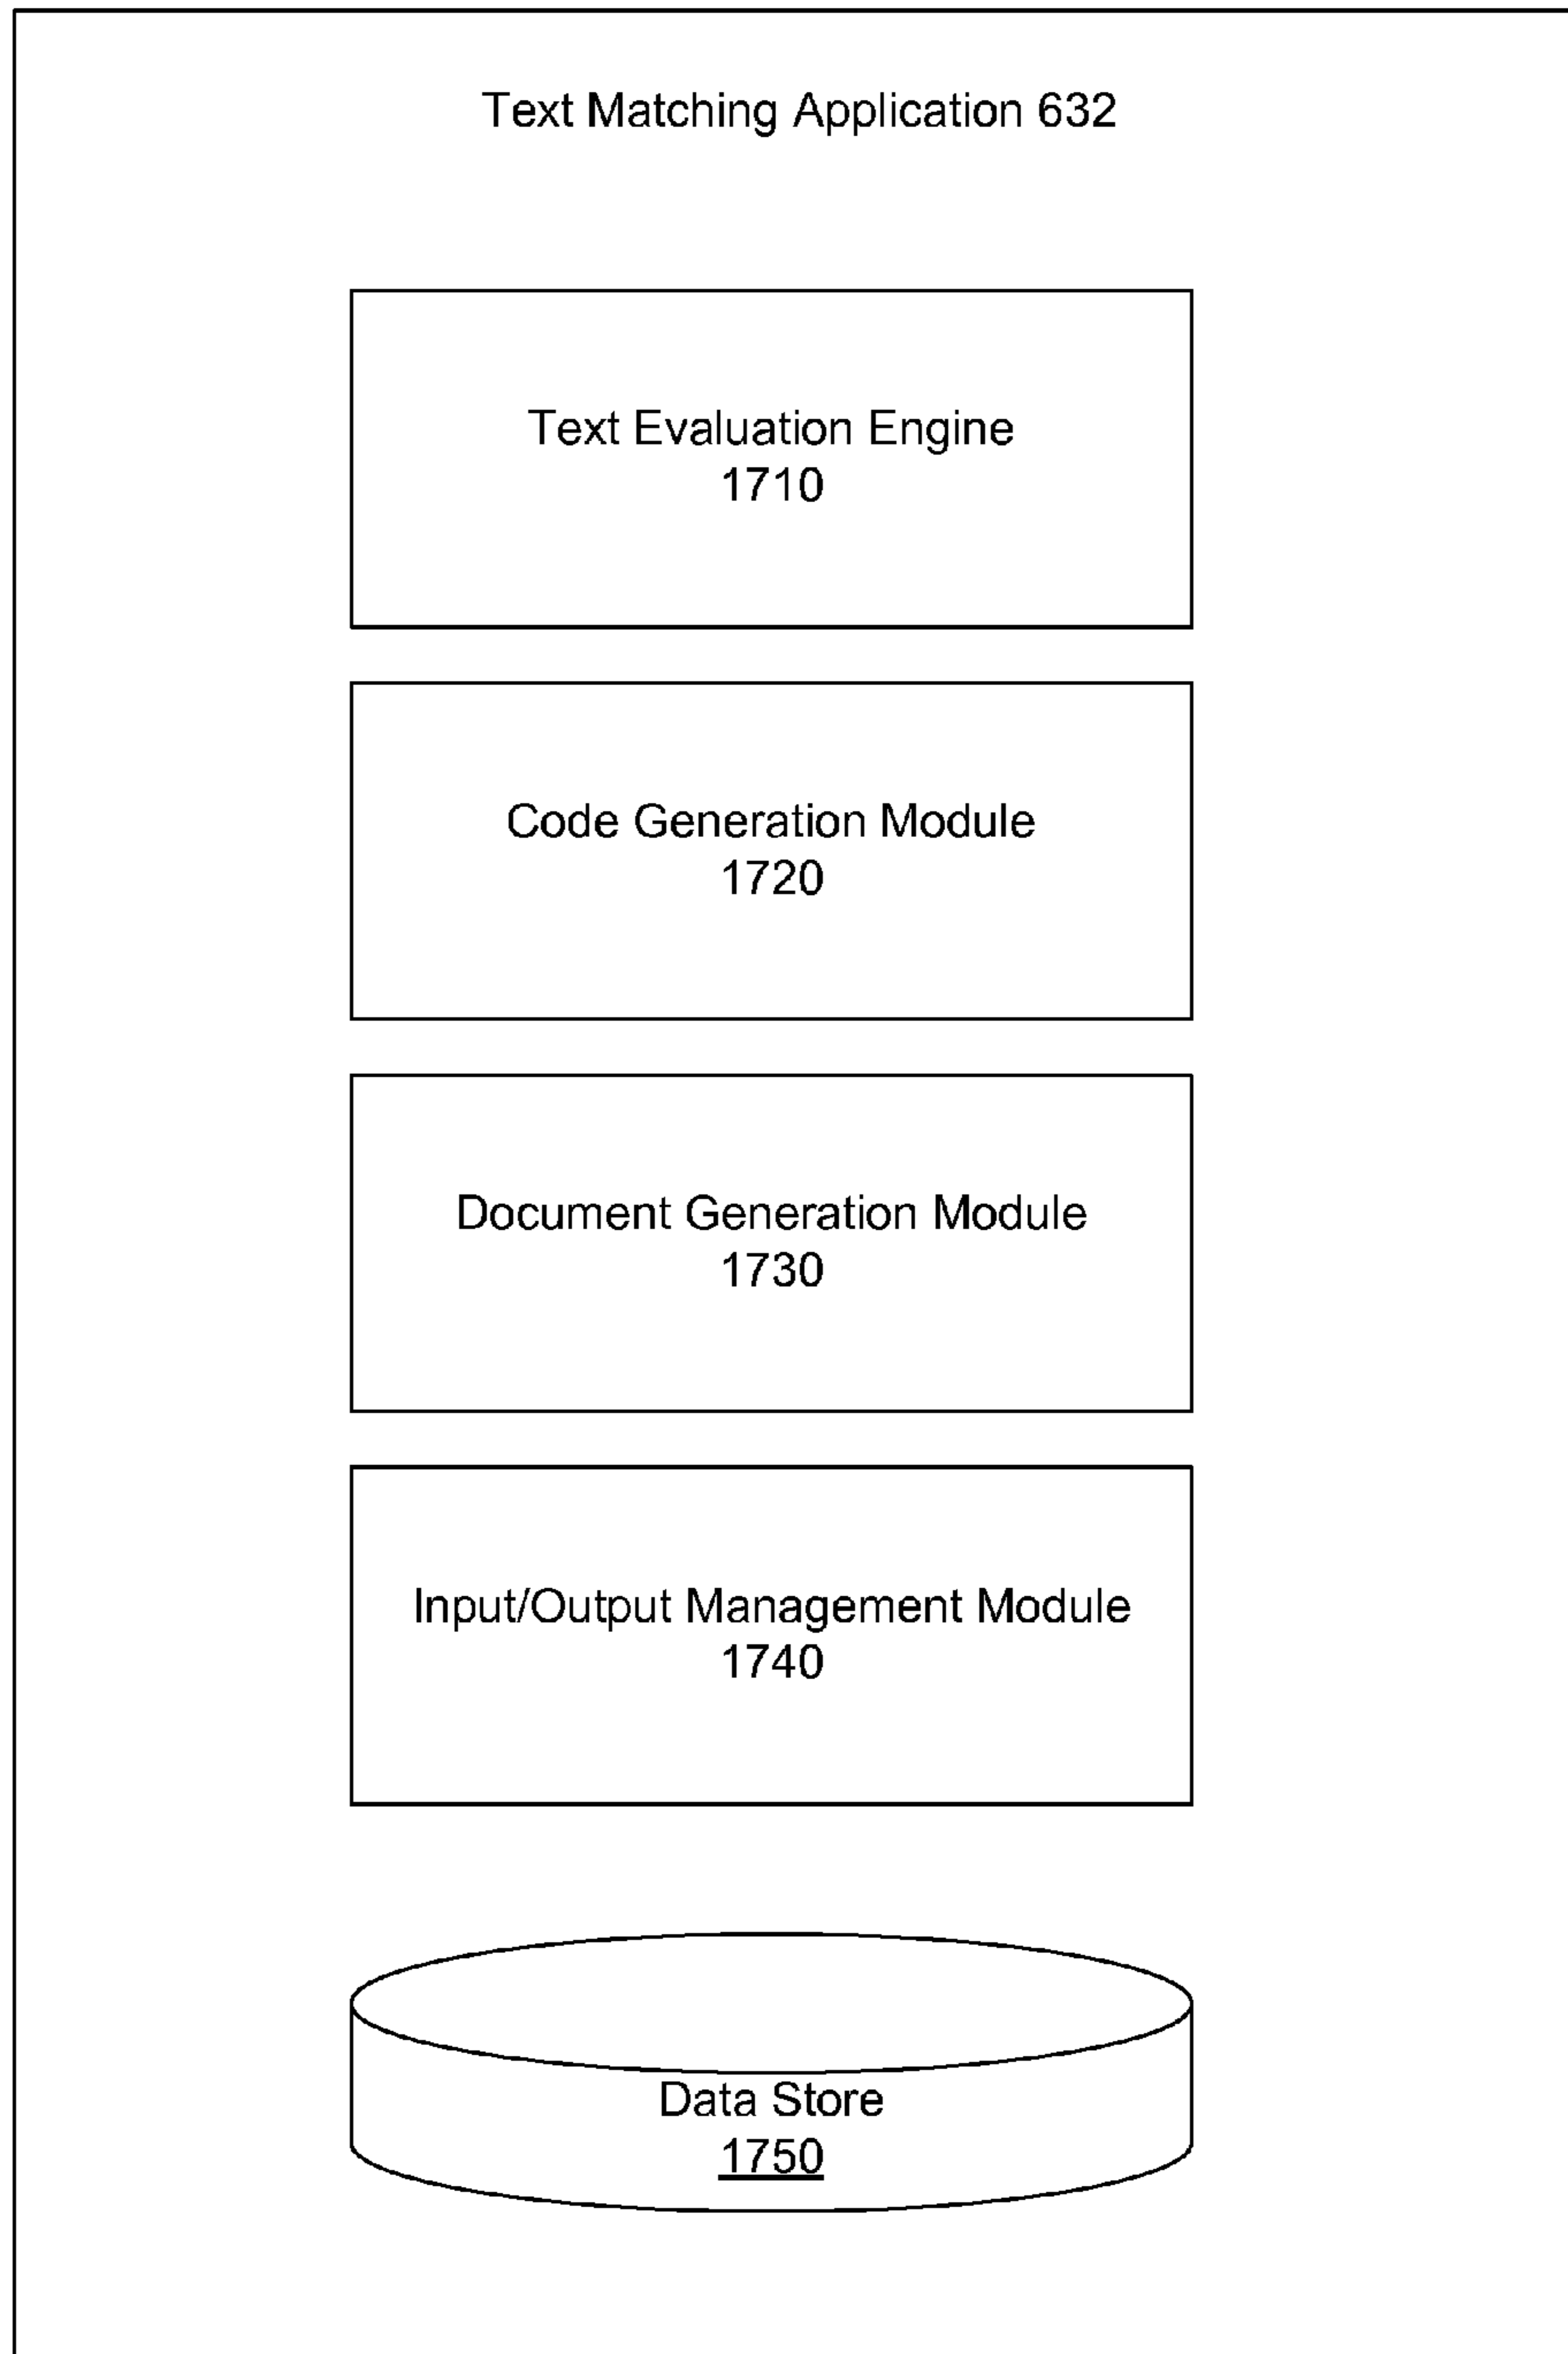 Text Matching Application 632
Text Evaluation Engine
1710
Code Generation Module
1720
Document Generation Module
1730
Input/Output Management Module
1740
Data Store
1750